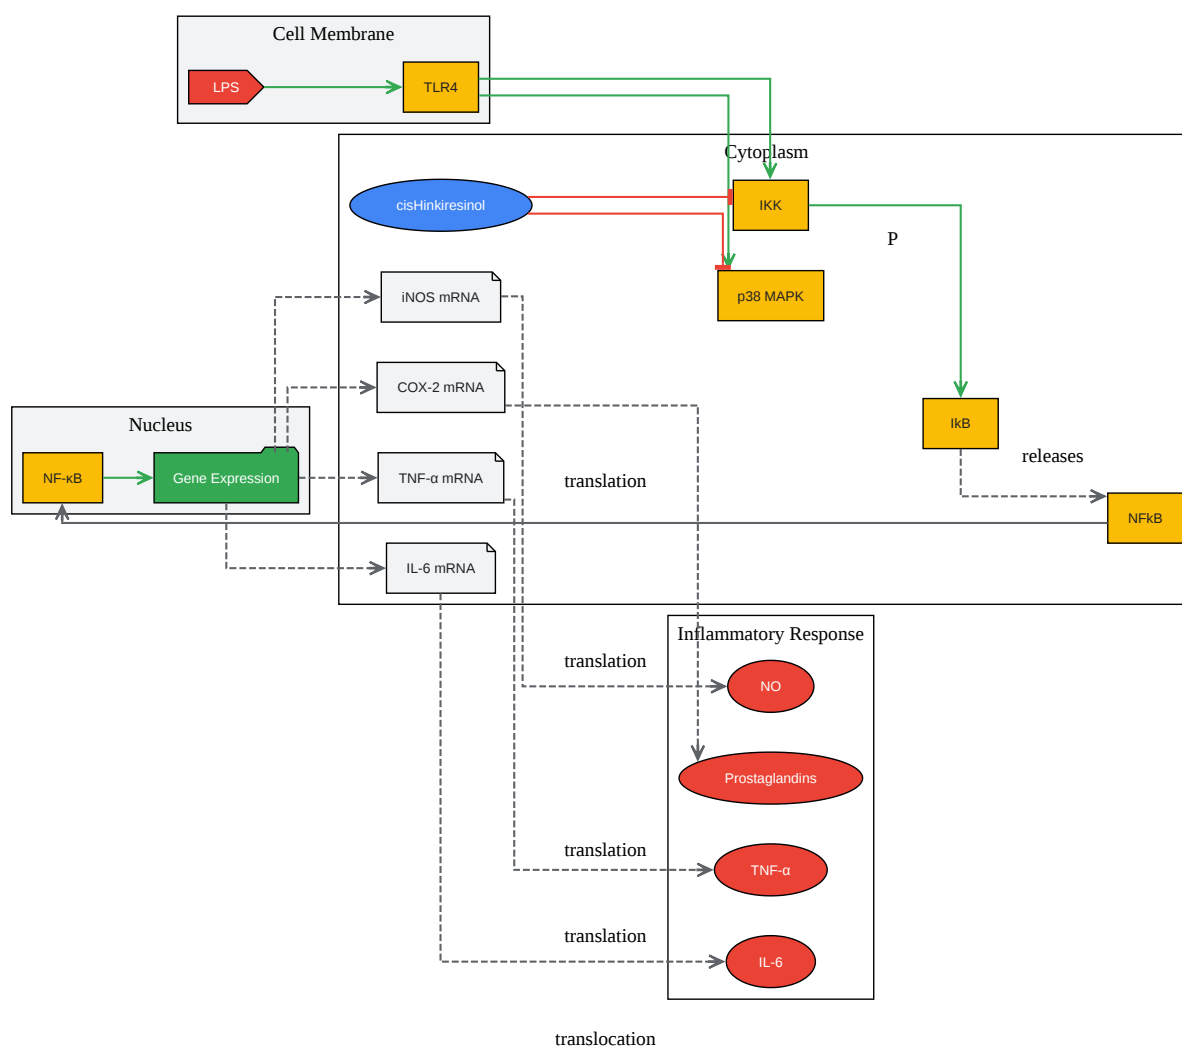 Cell Membrane
LPS
TLR4
Cytoplasm
cisHinkiresinol
IKK
P
iNOS mRNA
p38 MAPK
COX-2 mRNA
IkB
Nucleus
NF-κB
Gene Expression
TNF-α mRNA
translation
releases
NFkB
IL-6 mRNA
Inflammatory Response
translation
NO
Prostaglandins
translation
TNF-α
translation
IL-6
translocation